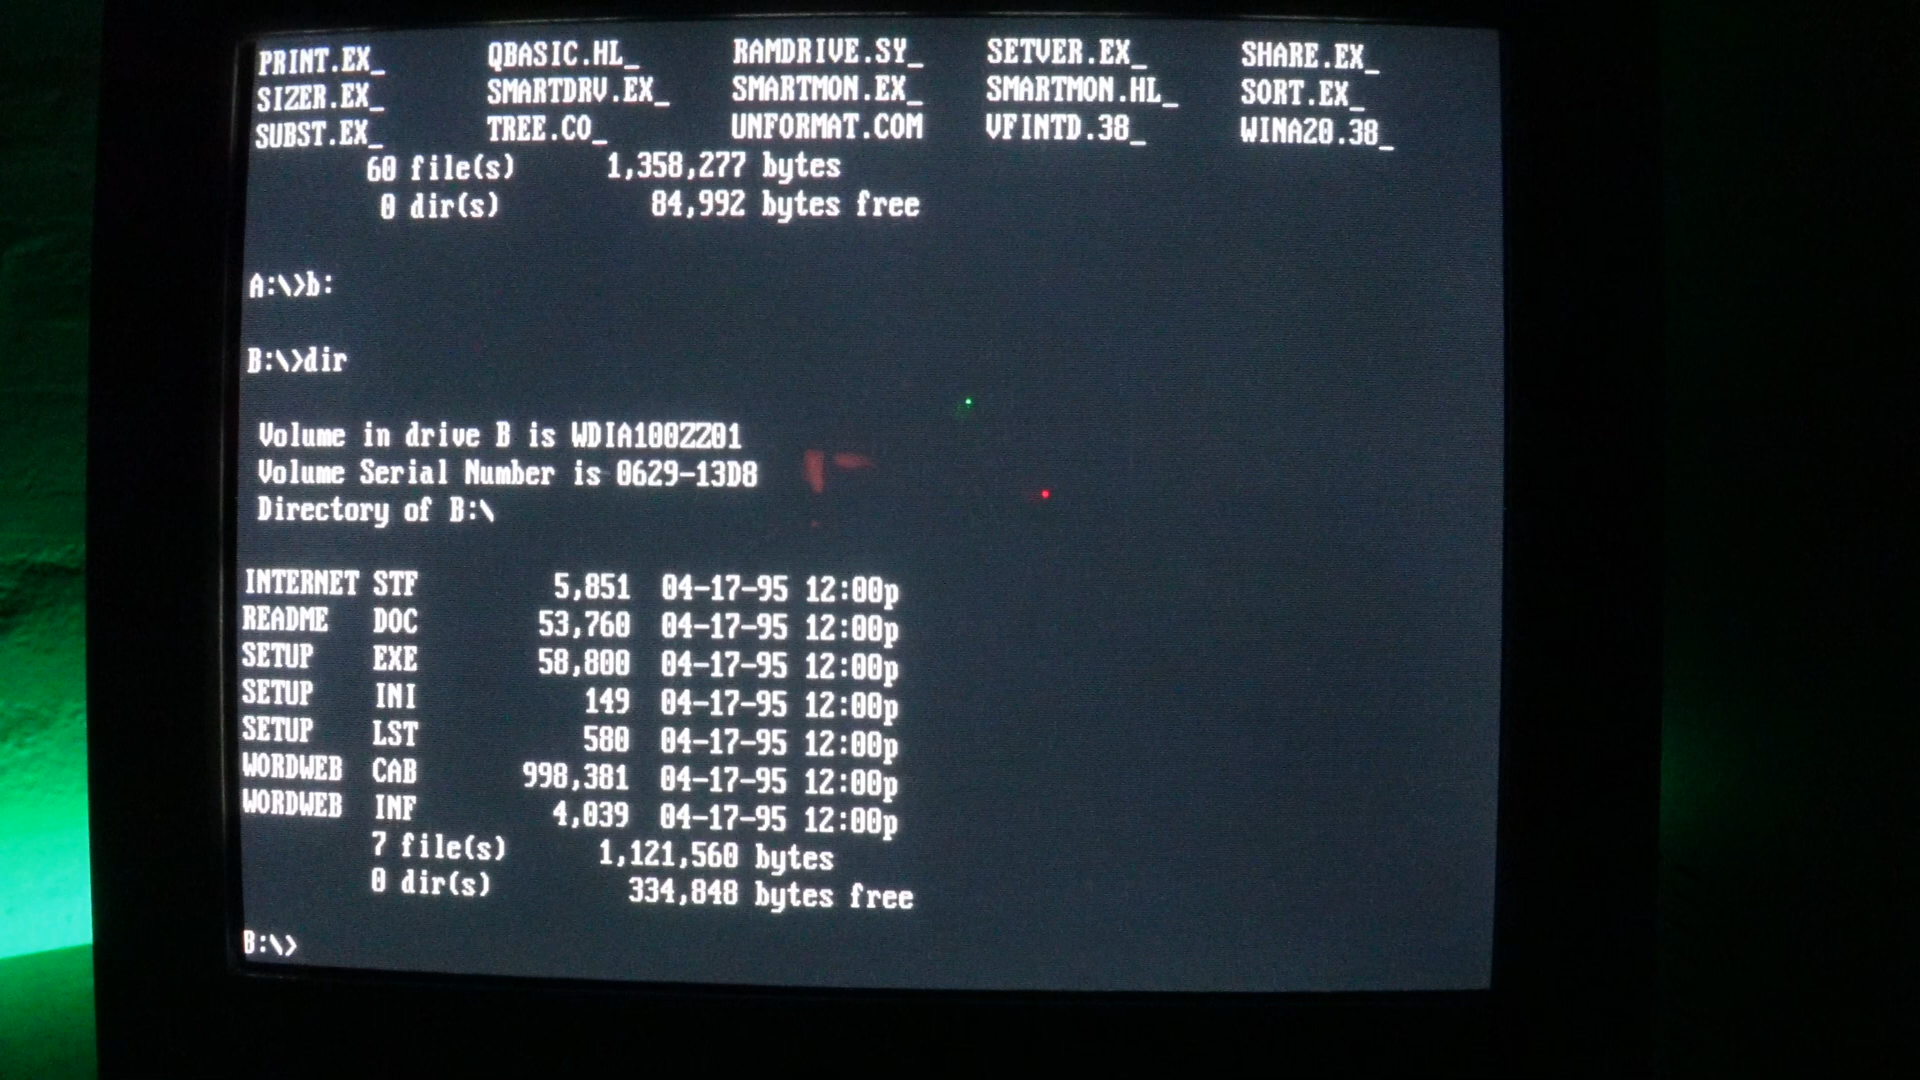 PRINT.EX_ QBASIC.HL_ RAMDRIVE.SY_ SETVER.EX_ SHARE.EX_
SIZER.EX_ SMARTDRV.EX_ SMARTMON.EX_ SMARTMON.HL_ SORT.EX_
SUBST.EX_ TREE.CO_ UNFORMAT.COM VFINTD.38_ WINA20.38_
60 file(s) 1,358,277 bytes
0 dir(s) 84,992 bytes free
A:\>b:
B:\>dir
Volume in drive B is WDIA100ZZ01
Volume Serial Number is 0629-13D8
Directory of B:\
INTERNET STF 5,851 04-17-95 12:00p
README DOC 53,760 04-17-95 12:00p
SETUP EXE 58,800 04-17-95 12:00p
SETUP INI 149 04-17-95 12:00p
SETUP LST 580 04-17-95 12:00p
WORDWEB CAB 998,381 04-17-95 12:00p
WORDWEB INF 4,039 04-17-95 12:00p
7 file(s) 1,121,560 bytes
0 dir(s) 334,848 bytes free
B:\>